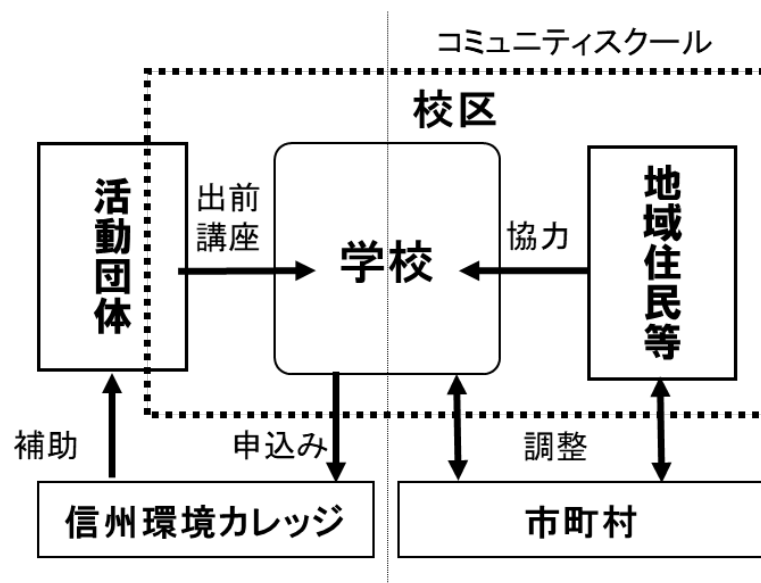 コミュニティスクール
校区
活動団体
出前
講座
学校
協力
地域住民等
補助
申込み
調整
信州環境カレッジ
市町村